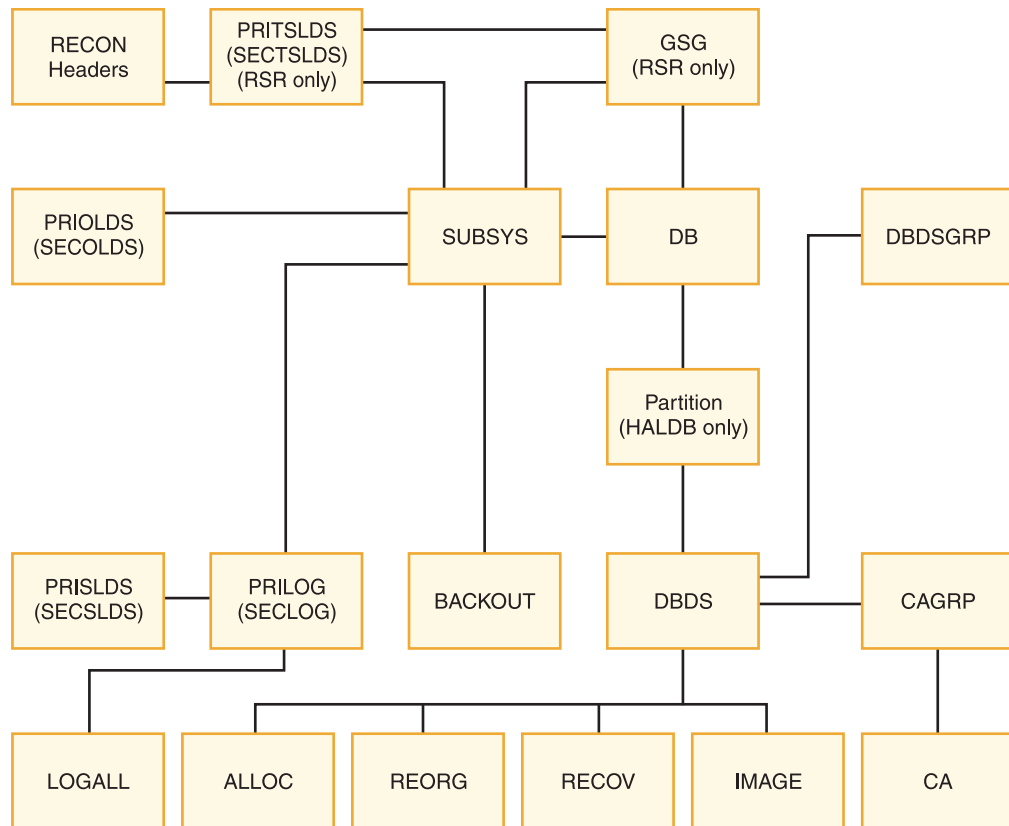 RECON
Headers
PRITSLDS
(SECTSLDS)
(RSR only)
GSG
(RSR only)
PRIOLDS
(SECOLDS)
SUBSYS
DB
DBDSGRP
Partition
(HALDB only)
PRISLDS
(SECSLDS)
PRILOG
(SECLOG)
BACKOUT
DBDS
CAGRP
LOGALL
ALLOC
REORG
RECOV
IMAGE
CA